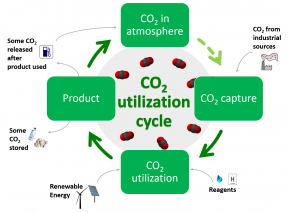 Some CO₂
released
after
product used
CO₂ in
atmosphere
CO₂ from
industrial
sources
CO₂
utilization
cycle
Product
CO₂ capture
Some
CO₂
stored
CO₂
utilization
Renewable
Energy
H
Reagents